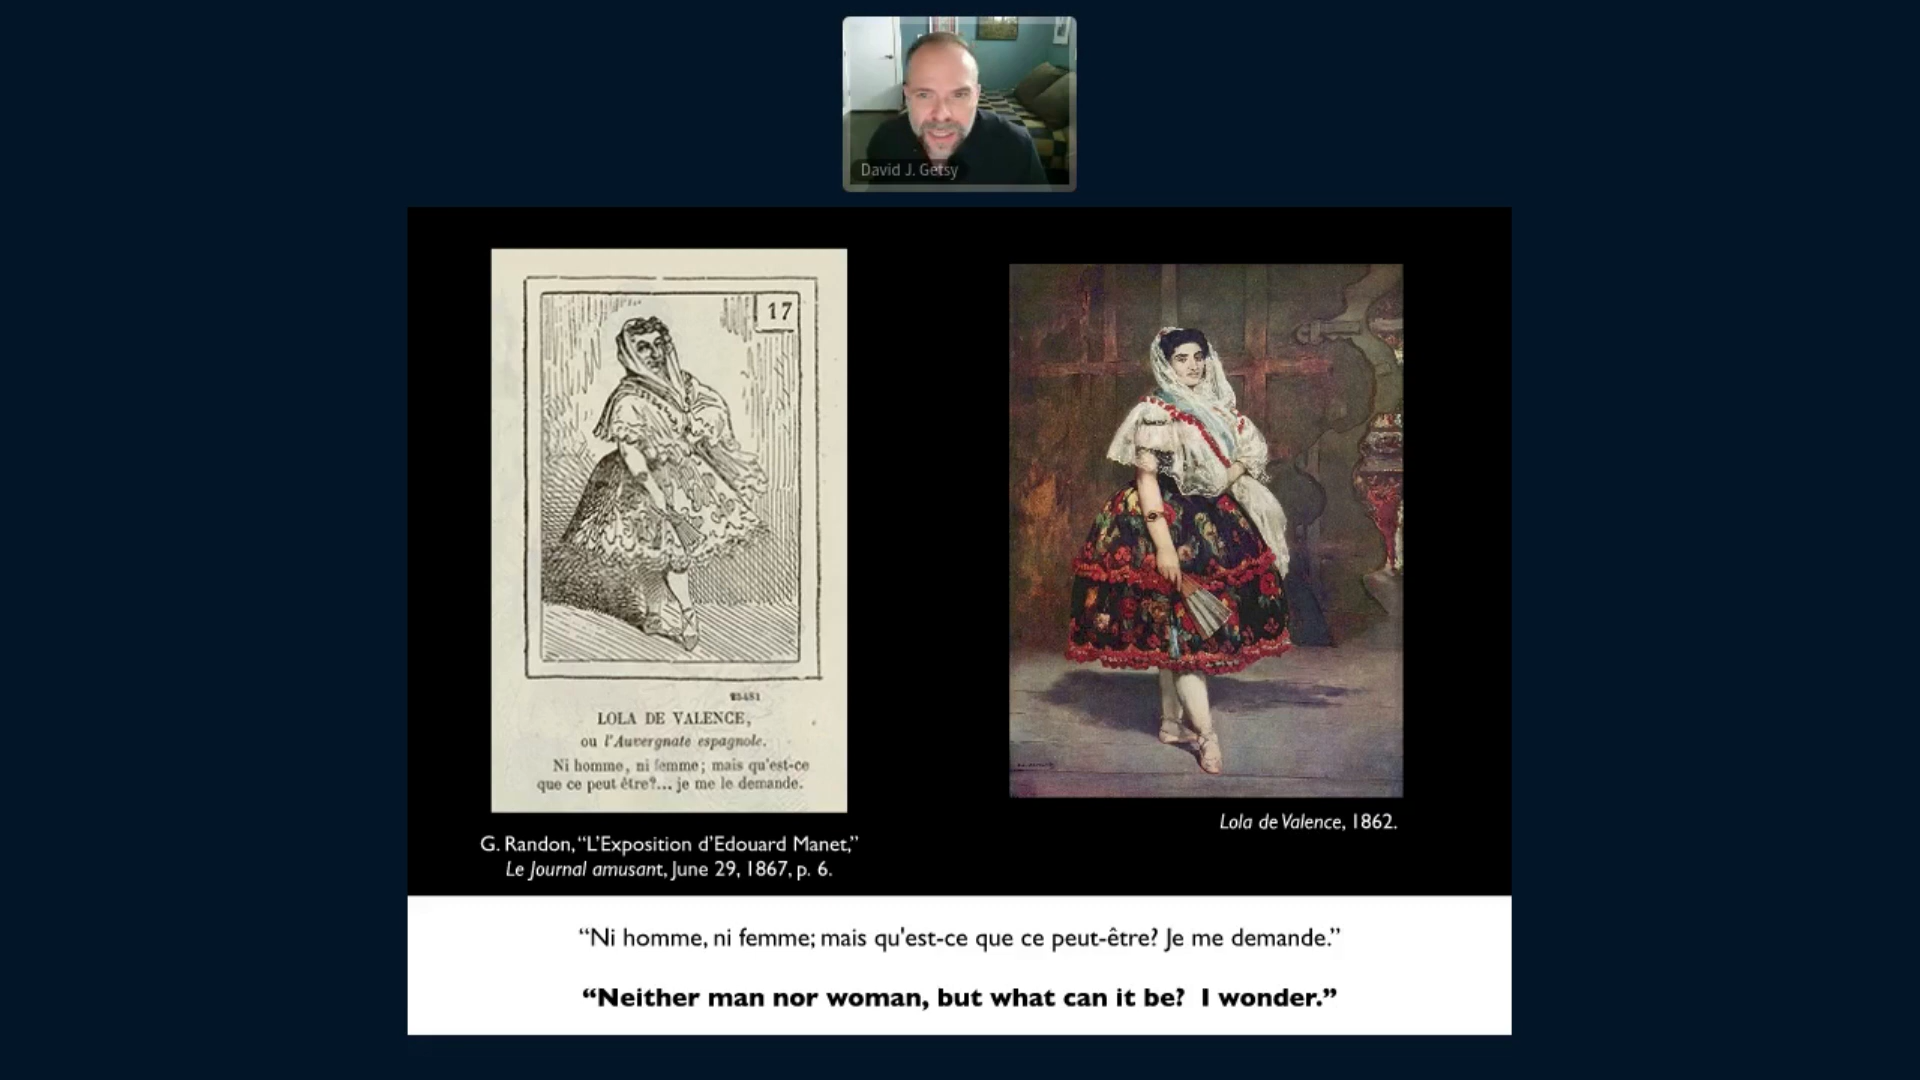 David J. Getsy
17
LOLA DE VALENCE,
ou l'Auvergnate espagnole.
Ni homme, ni femme; mais qu'est-ce
que ce peut être?... je me le demande.
G. Randon, “L'Exposition d'Edouard Manet,”
Le Journal amusant, June 29, 1867, p. 6.
Lola de Valence, 1862.
“Ni homme, ni femme; mais qu'est-ce que ce peut-être? Je me demande.”
“Neither man nor woman, but what can it be? I wonder.”